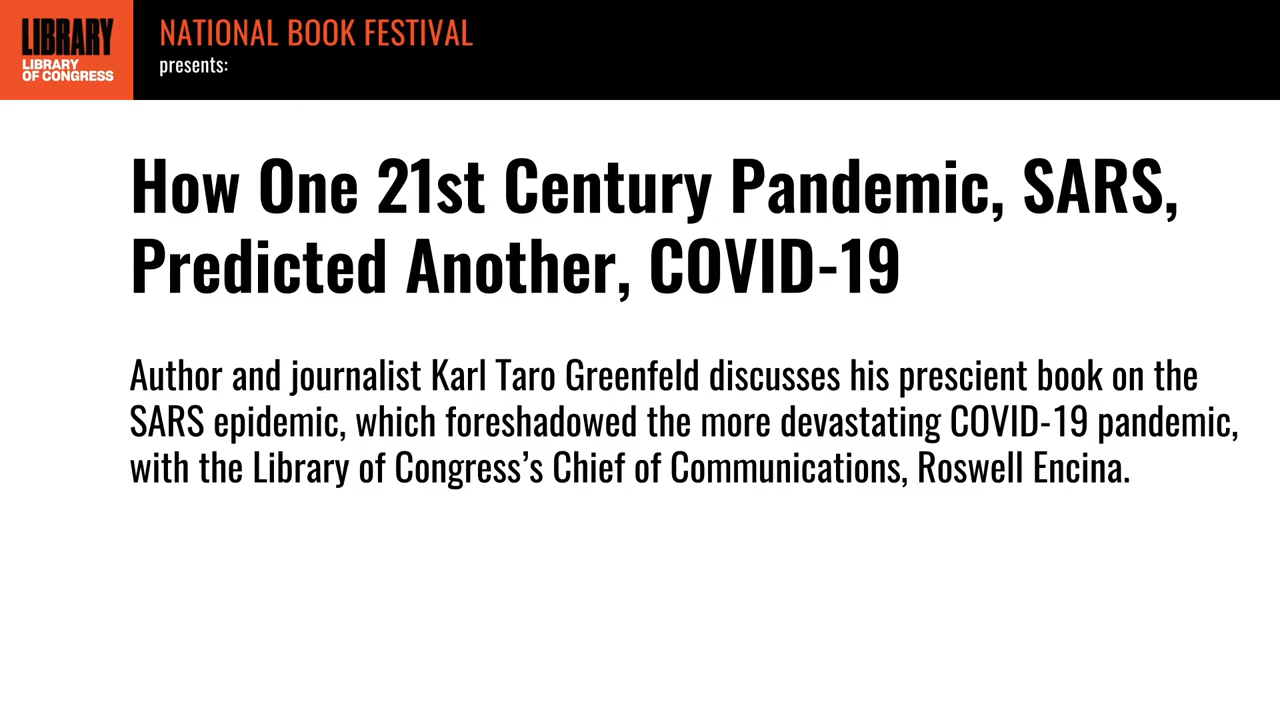 LIBRARY
LIBRARY
OF CONGRESS
NATIONAL BOOK FESTIVAL
presents:
How One 21st Century Pandemic, SARS,
Predicted Another, COVID-19
Author and journalist Karl Taro Greenfeld discusses his prescient book on the
SARS epidemic, which foreshadowed the more devastating COVID-19 pandemic,
with the Library of Congress’s Chief of Communications, Roswell Encina.